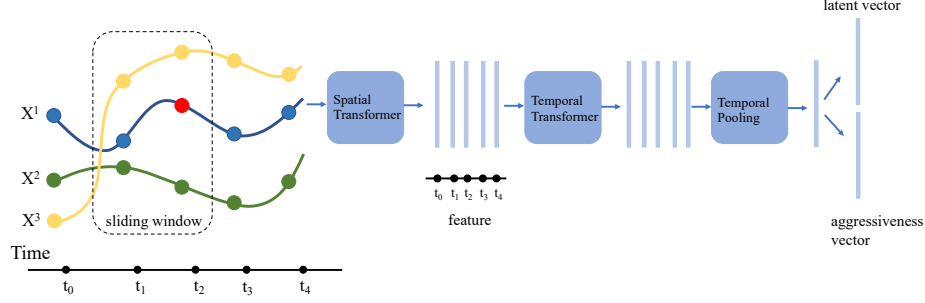 latent vector
X¹
X²
X³
sliding window
Spatial
Transformer
Temporal
Transformer
Temporal
Pooling
t₀ t₁ t₂ t₃ t₄
feature
aggressiveness
vector
Time
t₀ t₁ t₂ t₃ t₄